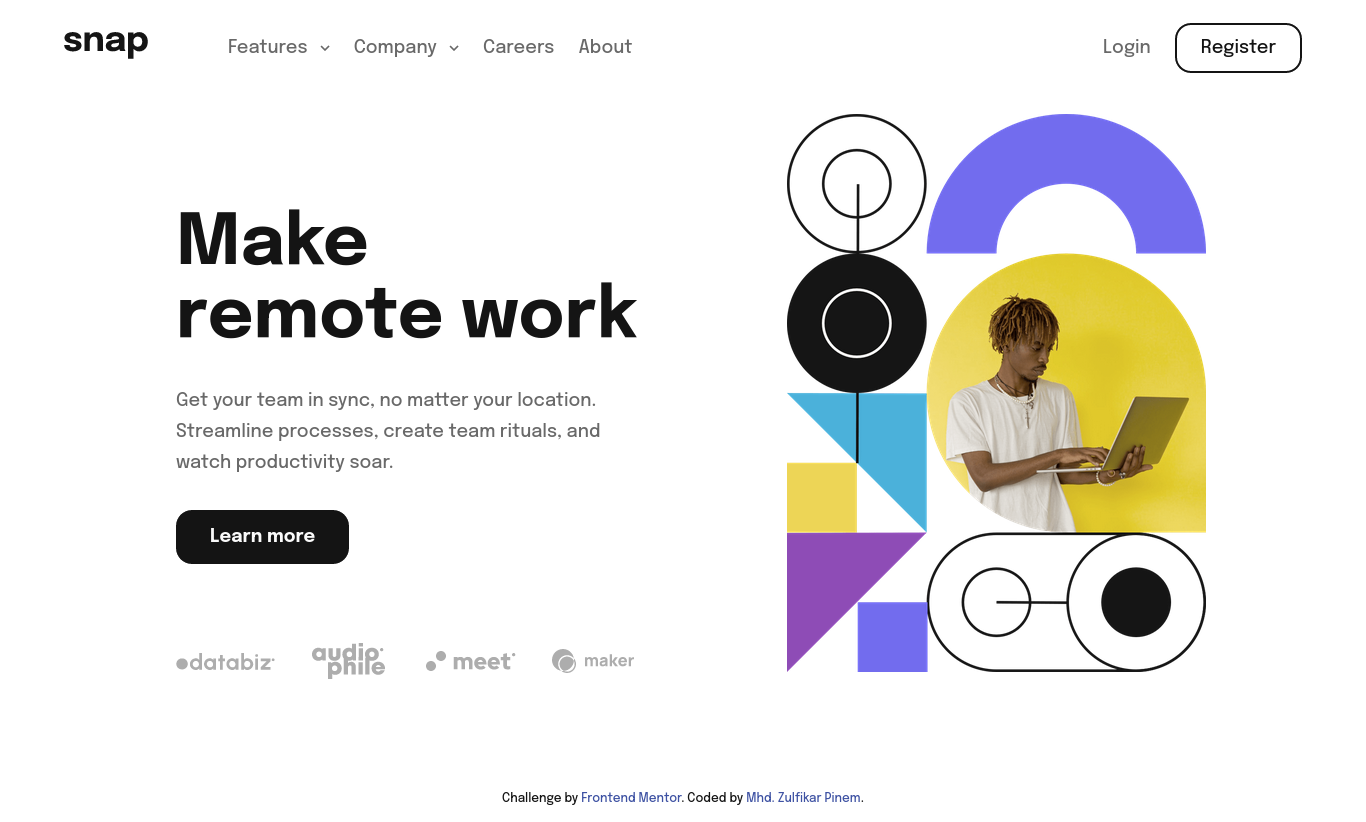 snap
Features
Company
Careers
About
Login
Register
Make
remote work
Get your team in sync, no matter your location.
Streamline processes, create team rituals, and
watch productivity soar.
Learn more
databiz
audio
phile
meet
maker
Challenge by Frontend Mentor. Coded by Mhd. Zulfikar Pinem.